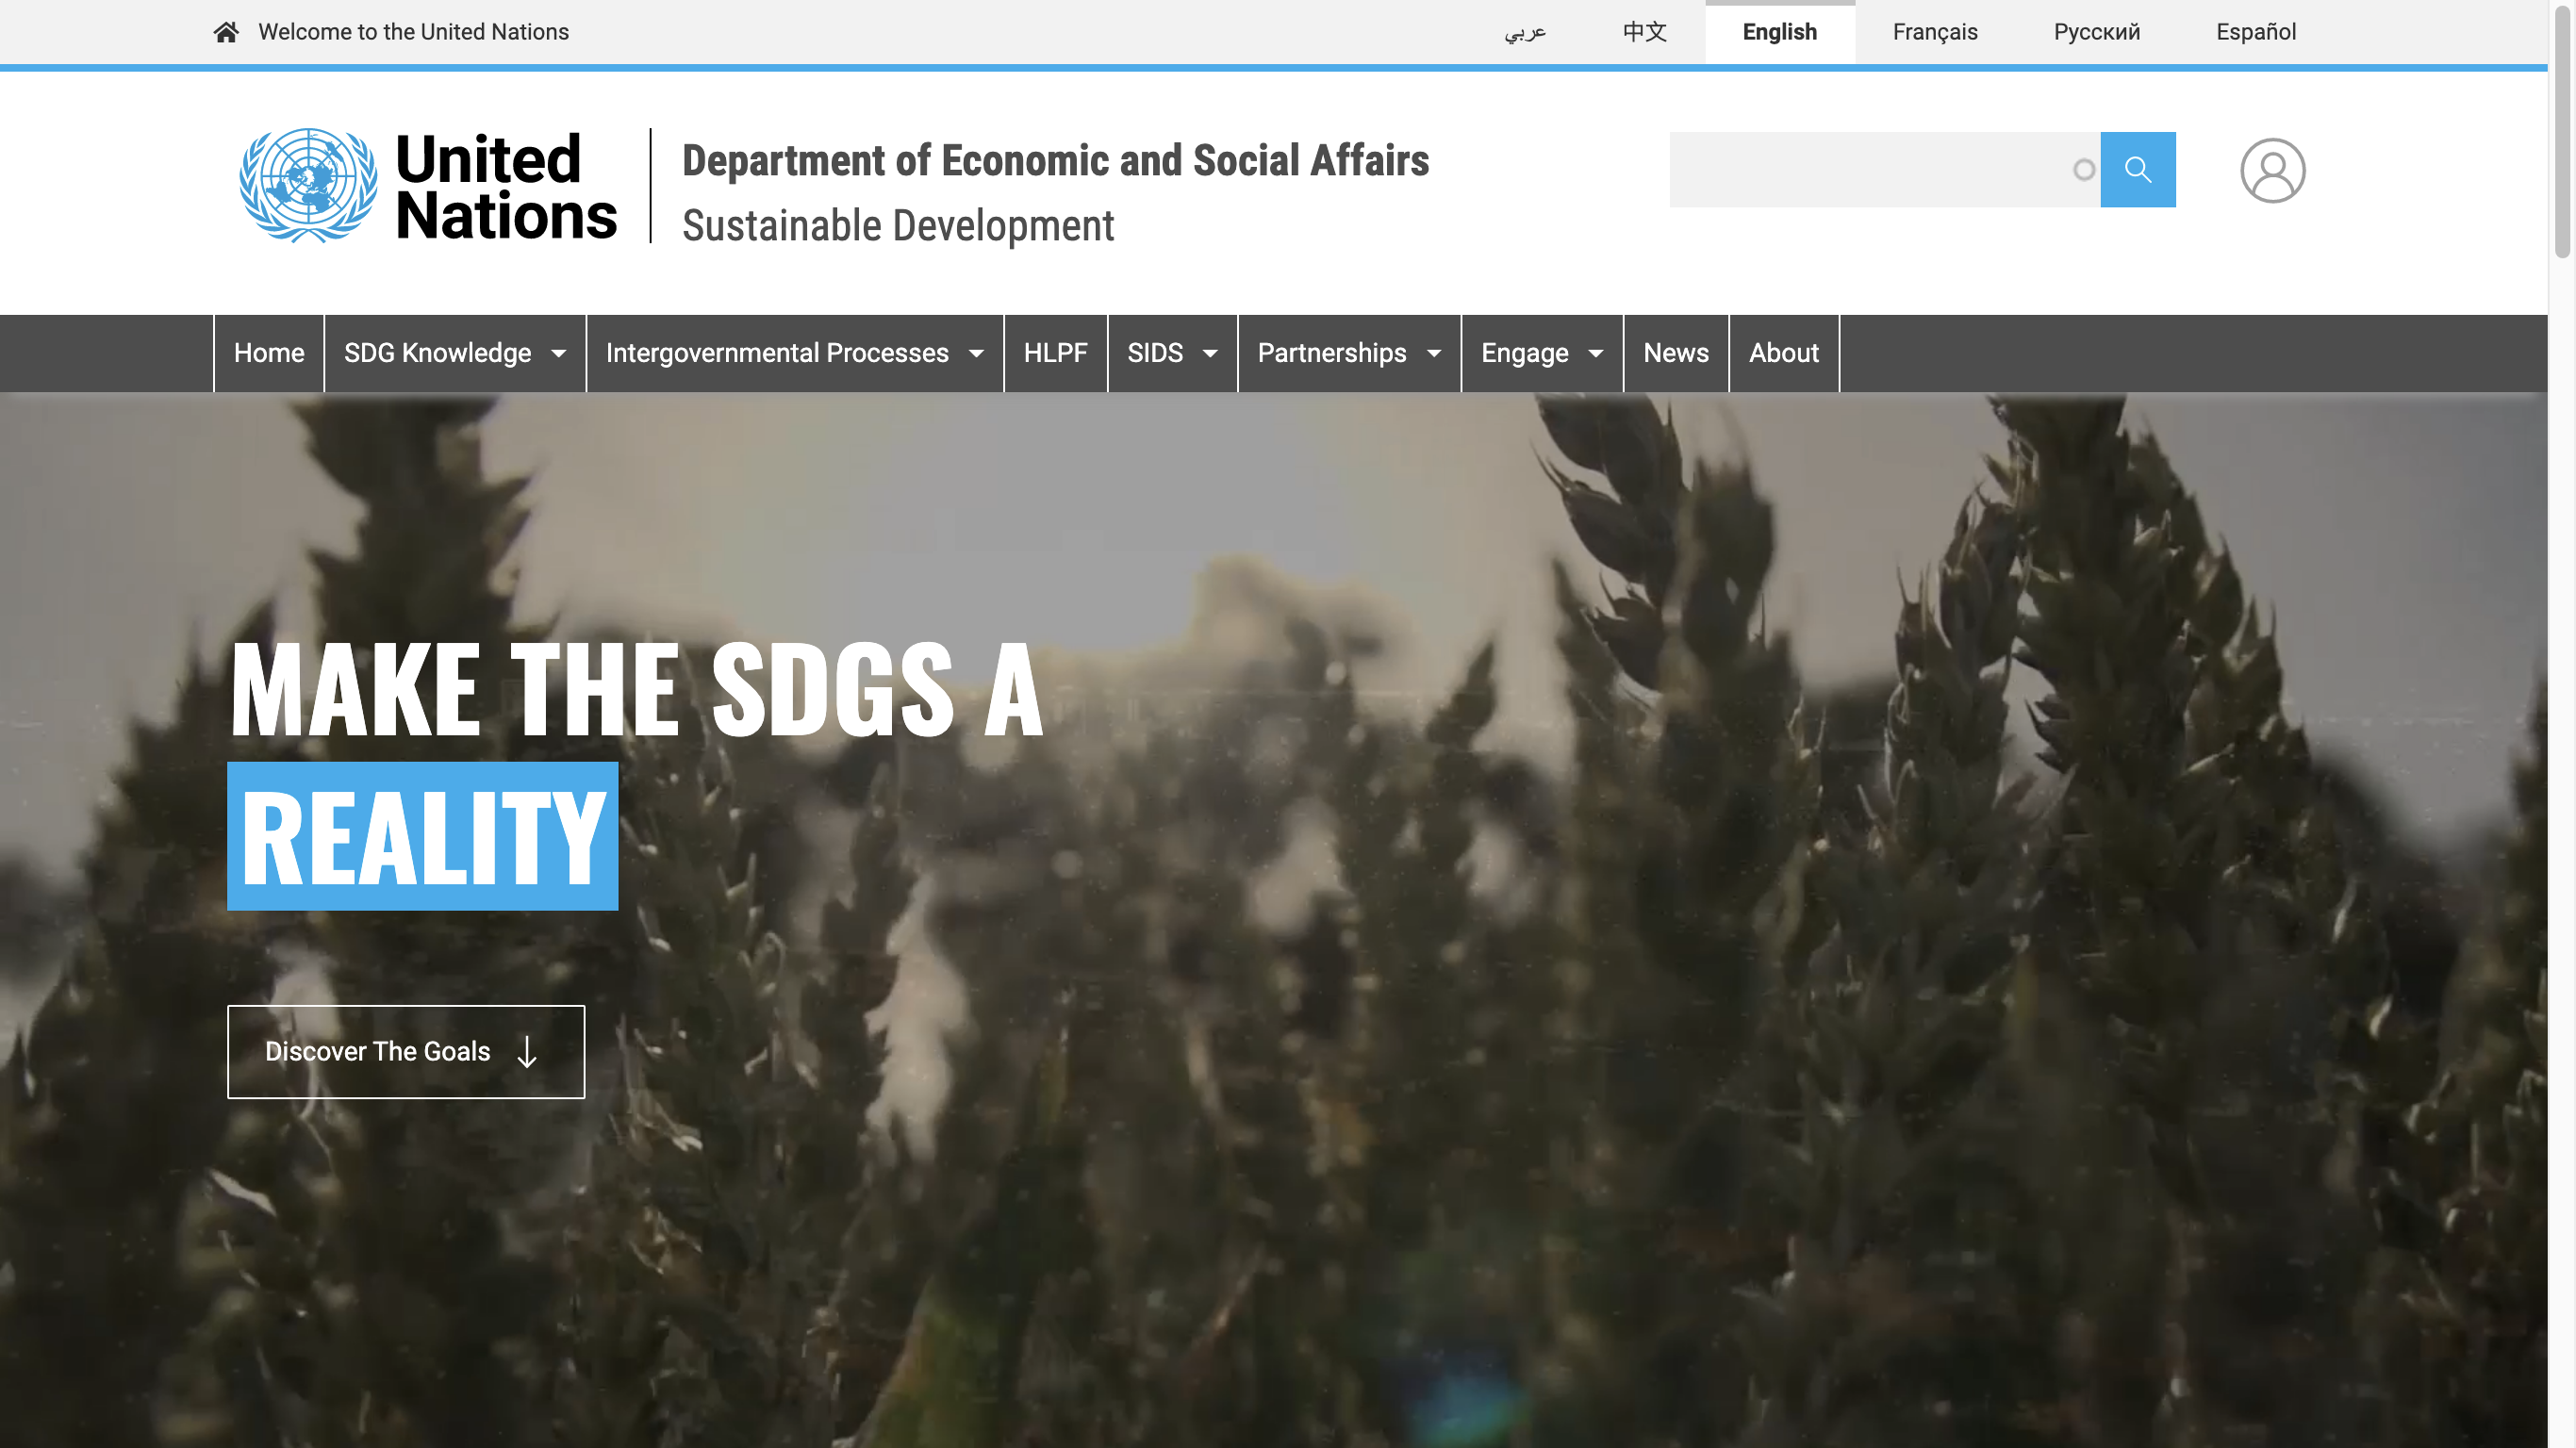 Welcome to the United Nations
عربي
中文
English
Français
Русский
Español
United
Nations
Department of Economic and Social Affairs
Sustainable Development
Home
SDG Knowledge
Intergovernmental Processes
HLPF
SIDS
Partnerships
Engage
News
About
MAKE THE SDGS A
REALITY
Discover The Goals